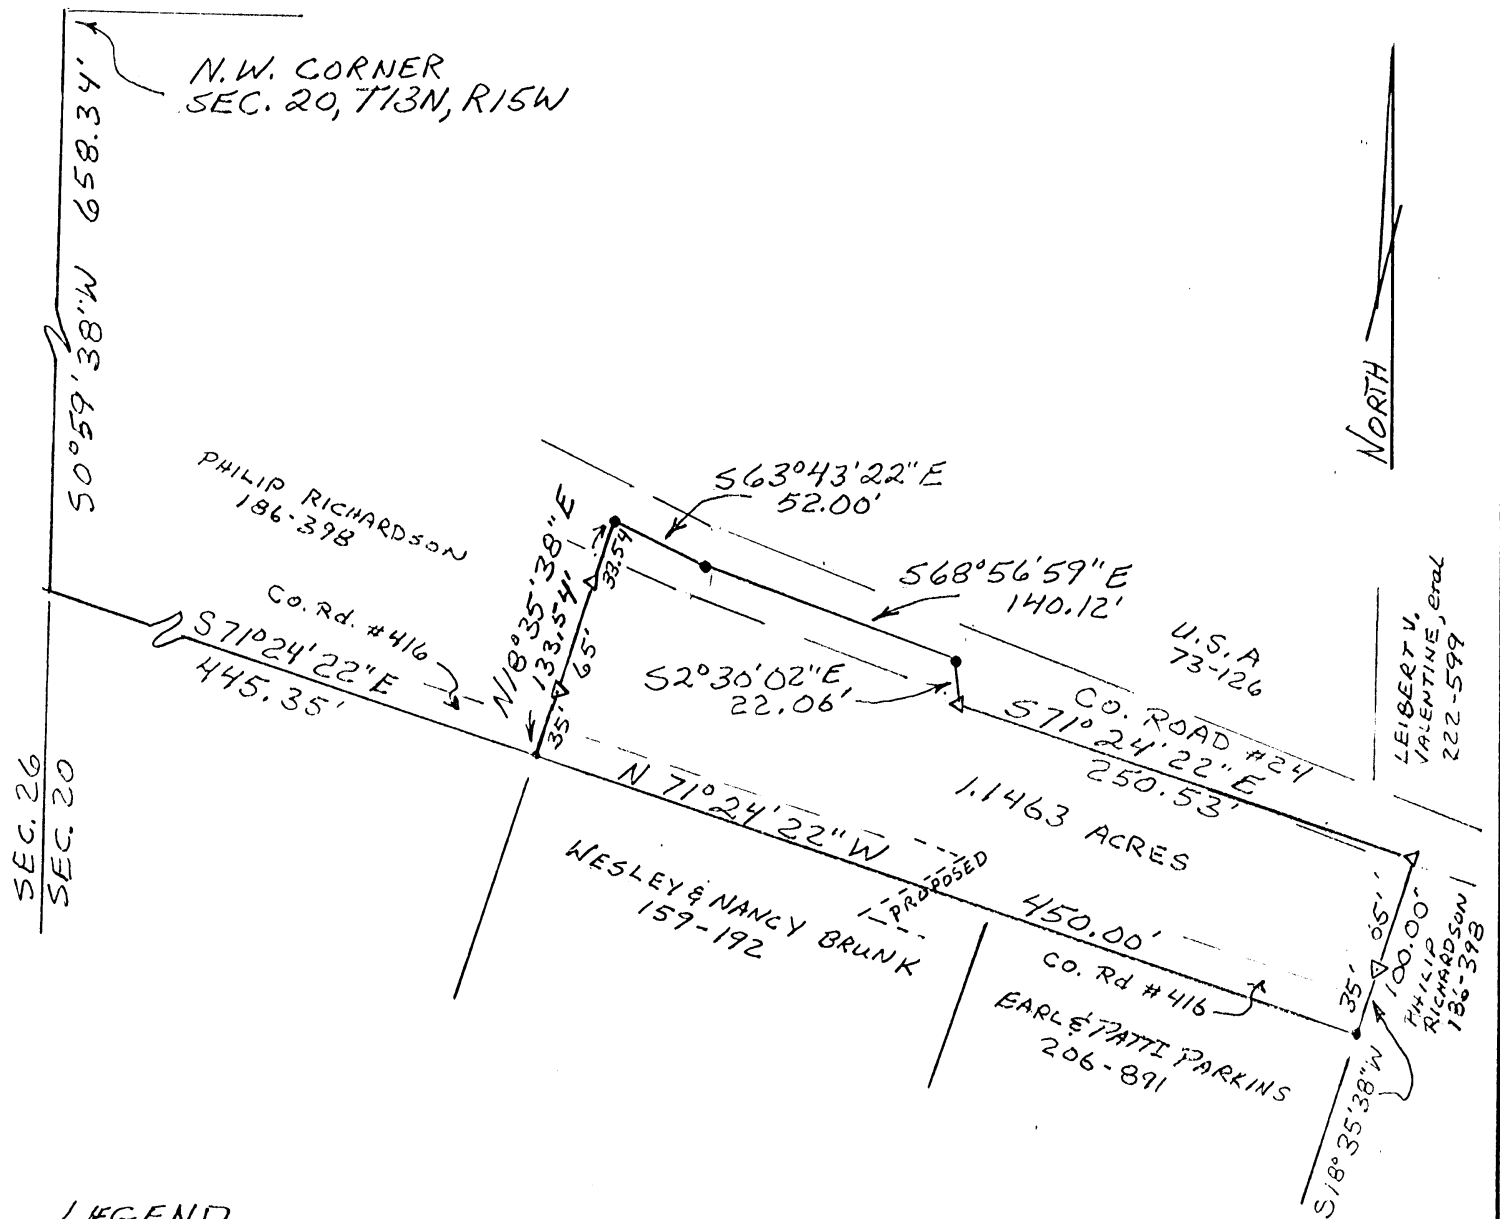 N.W. CORNER
SEC. 20, T13N, R15W
S0°59'38"W 658.34'
NORTH
PHILIP RICHARDSON
186-398
Co. Rd. #416
S71°24'22"E
445.35'
N18°35'38"E
133.54'
33.54
65'
35'
S63°43'22"E
52.00'
S68°56'59"E
140.12'
S2°30'02"E
22.06'
U.S.A
73-126
LEIBERT V.
VALENTINE, etal
222-599
CO. ROAD #24
S71°24'22"E
250.53'
1.1463 ACRES
N 71°24'22"W
450.00'
PROPOSED
WESLEY & NANCY BRUNK
159-192
CO. Rd #416
EARL & PATTI PARKINS
206-891
35'
65'
100.00'
PHILIP
RICHARDSON
186-398
S18°35'38"W
SEC. 26
SEC. 20
LEGEND